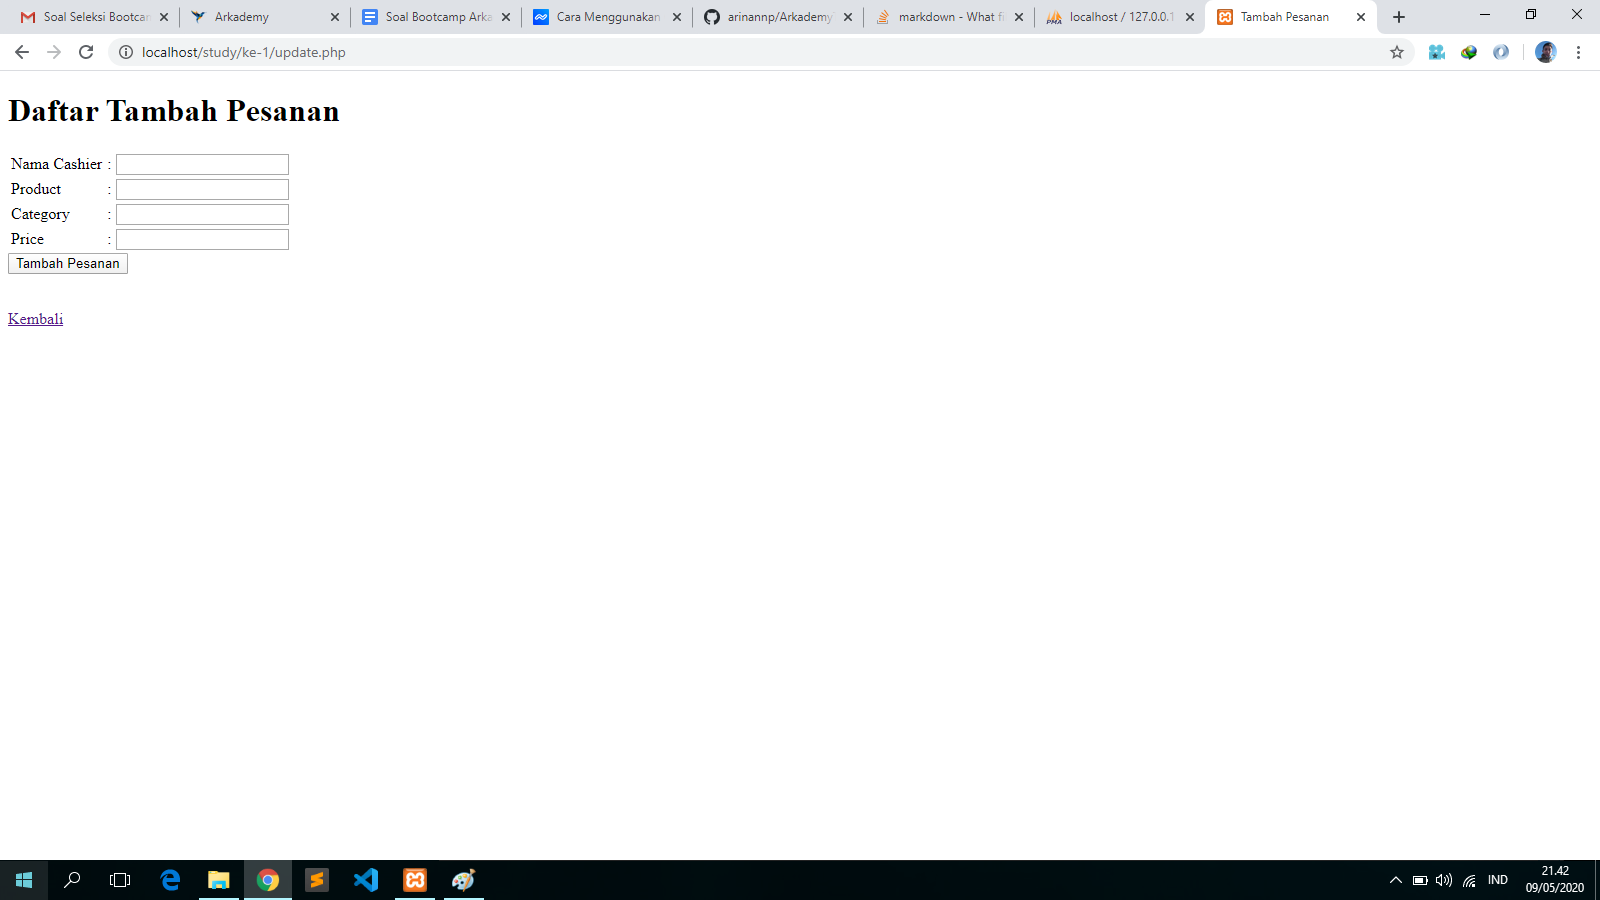 Soal Seleksi Bootcan
Arkademy
Soal Bootcamp Arka
Cara Menggunakan
arinannp/Arkademy
markdown - What fi
localhost / 127.0.0.1
Tambah Pesanan
localhost/study/ke-1/update.php
Daftar Tambah Pesanan
Nama Cashier :
Product :
Category :
Price :
Tambah Pesanan
Kembali
IND
21.42
09/05/2020